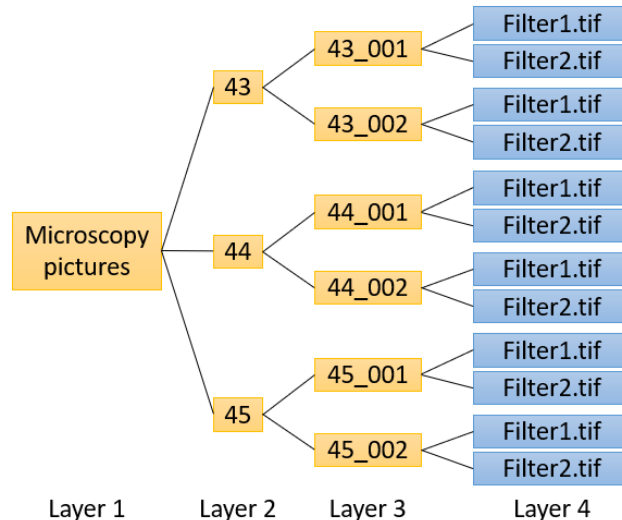 Microscopy
pictures
43
44
45
43_001
43_002
44_001
44_002
45_001
45_002
Filter1.tif
Filter2.tif
Filter1.tif
Filter2.tif
Filter1.tif
Filter2.tif
Filter1.tif
Filter2.tif
Filter1.tif
Filter2.tif
Filter1.tif
Filter2.tif
Layer 1
Layer 2
Layer 3
Layer 4